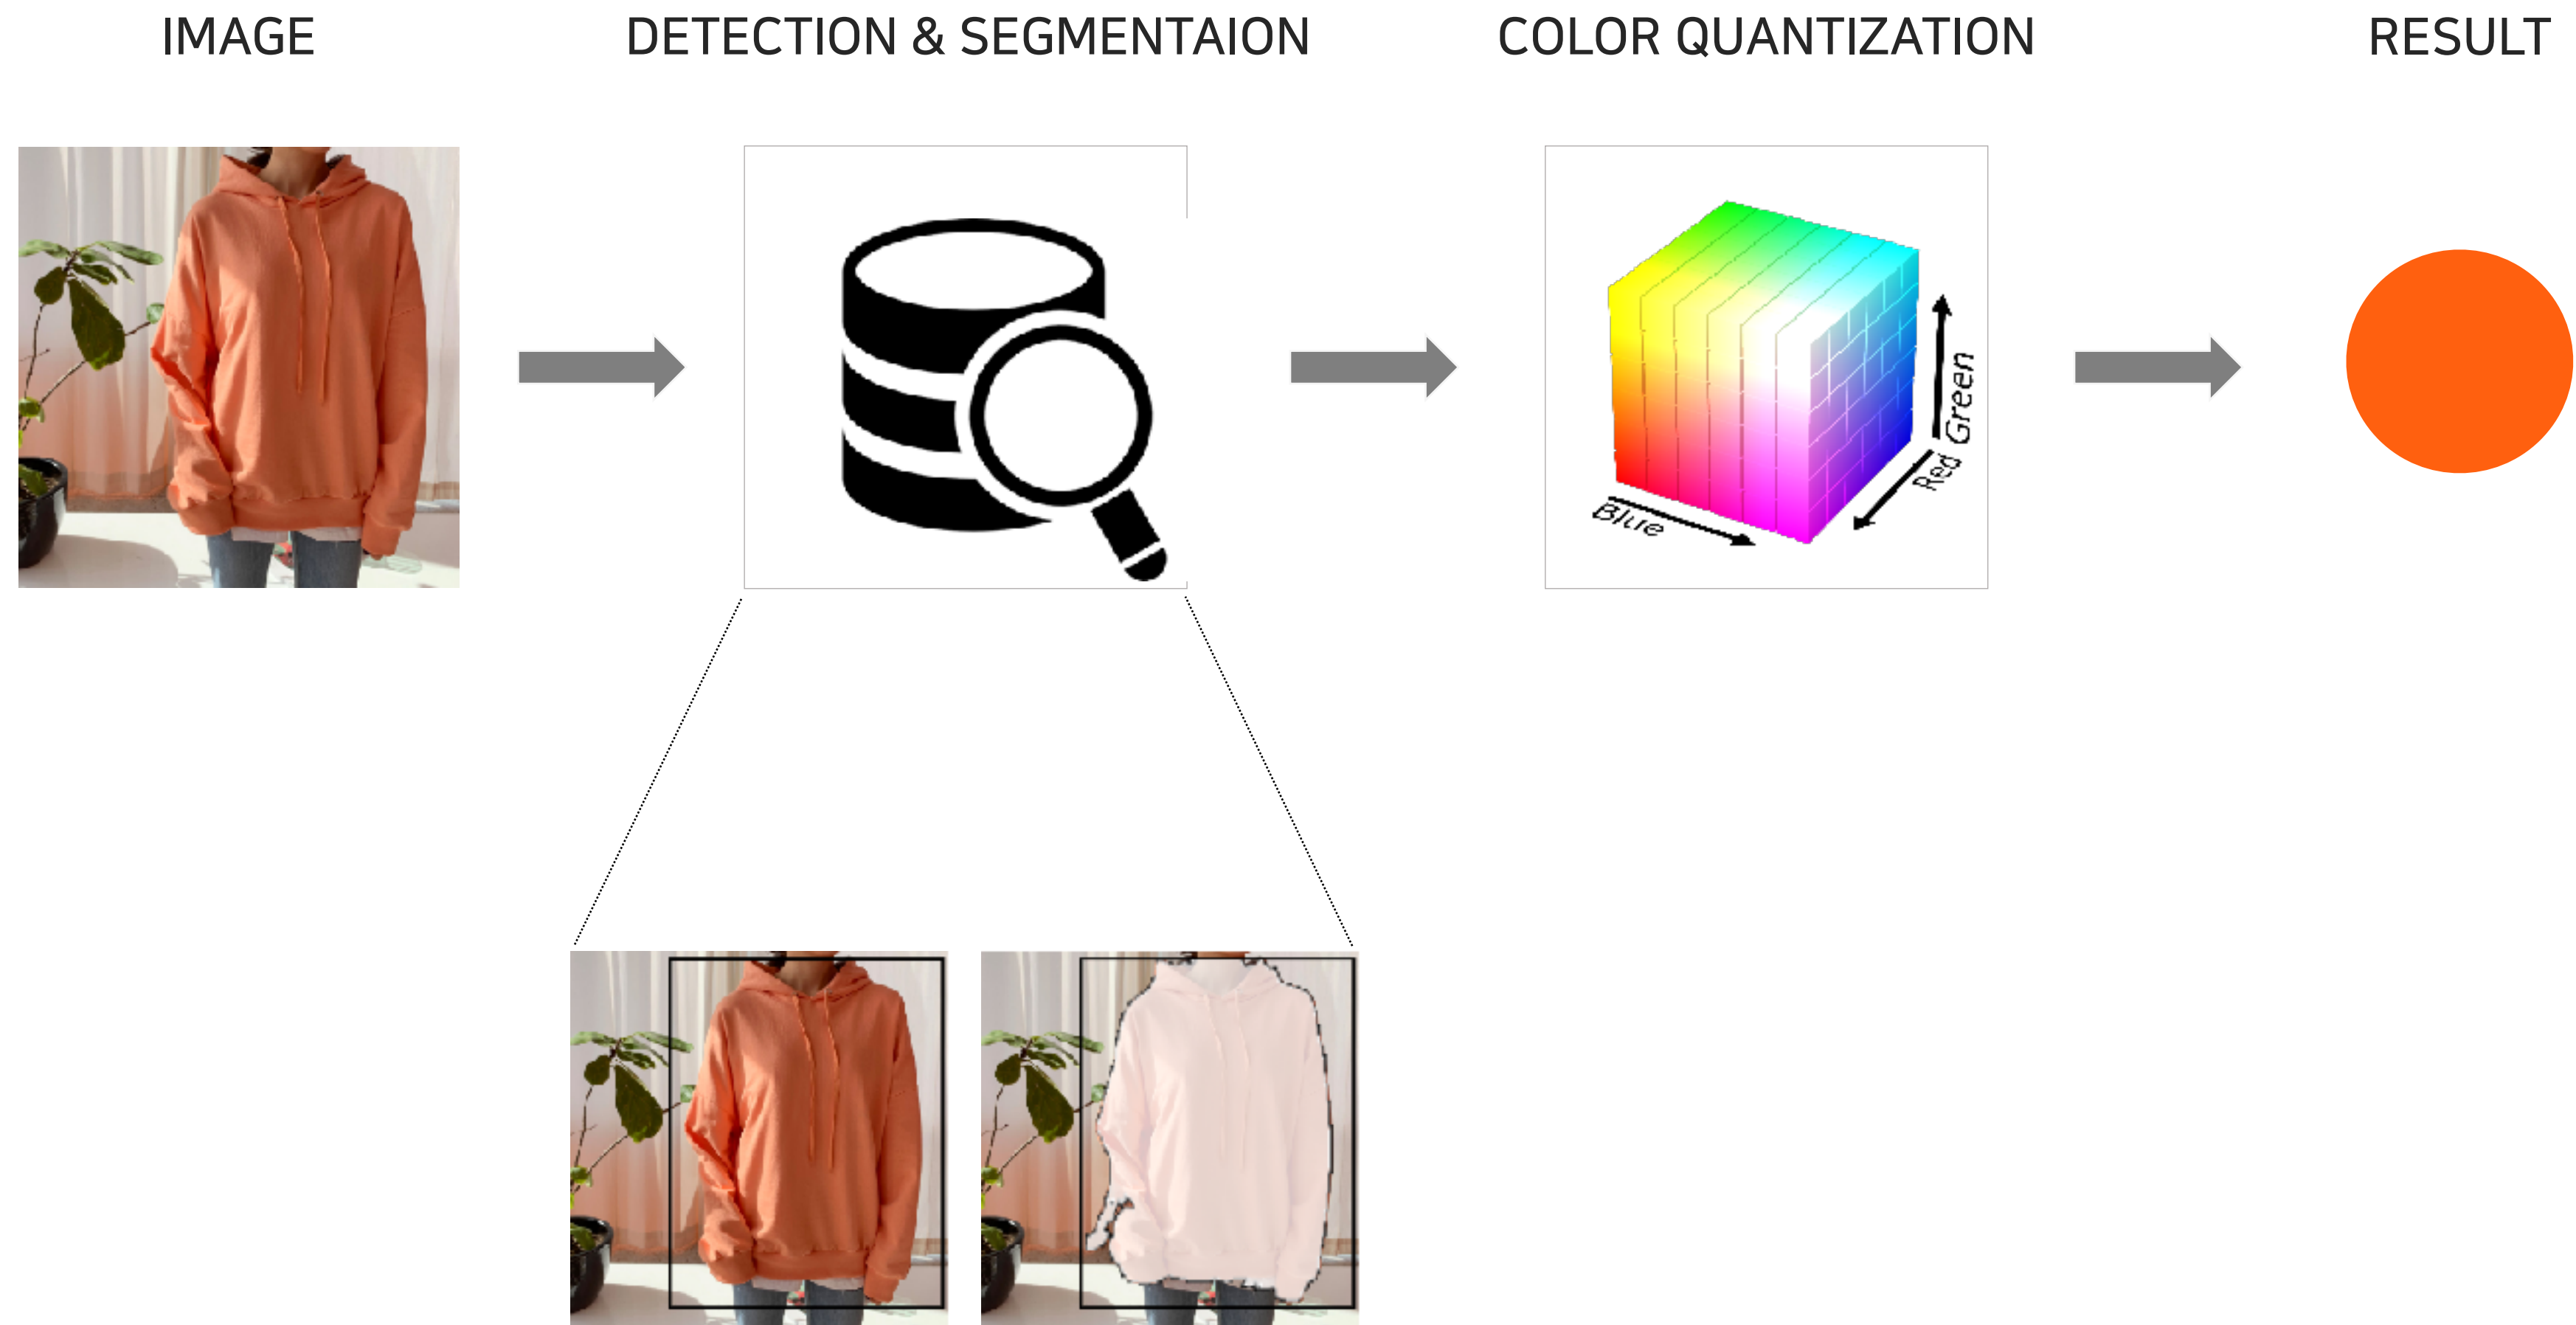 IMAGE
DETECTION & SEGMENTAION
COLOR QUANTIZATION
RESULT
Green
Red
Blue